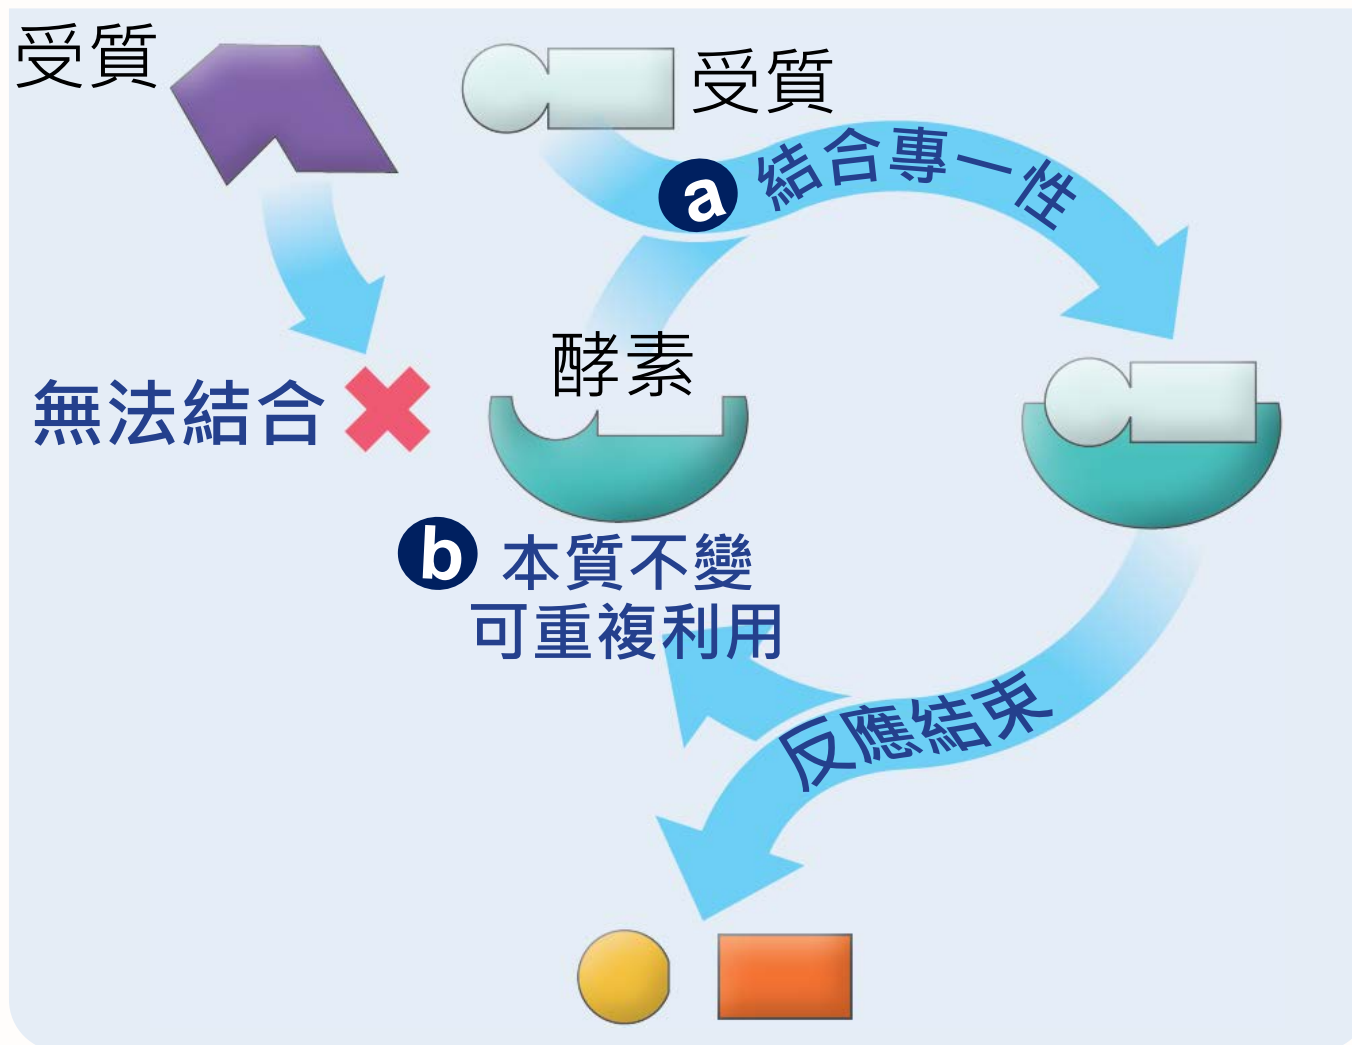 受質
受質
a 結合專一性
酵素
無法結合
b 本質不變
可重複利用
反應結束